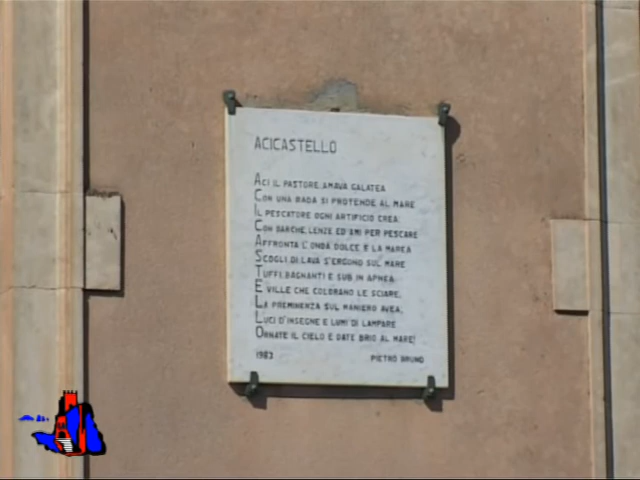 ACICASTELLO
ACI IL PASTORE, AMAVA GALATEA
CON UNA RADA SI PROTENDE AL MARE
IL PESCATORE OGNI ARTIFICIO CREA
CON BARCHE, LENZE ED AMI PER PESCARE
AFFRONTA L'ONDA DOLCE E LA MAREA
SCOGLI DI LAVA S'ERGONO SUL MARE
TUFFI, BAGNANTI E SUB IN APNEA
E VILLE CHE COLORANO LE SCIARE,
LA PREMINENZA SUL MANIERO AVEA,
LUCI D'INSEGNE E LUMI DI LAMPARE
ORNATE IL CIELO E DATE BRIO AL MARE!
1983 PIETRO BRUNO